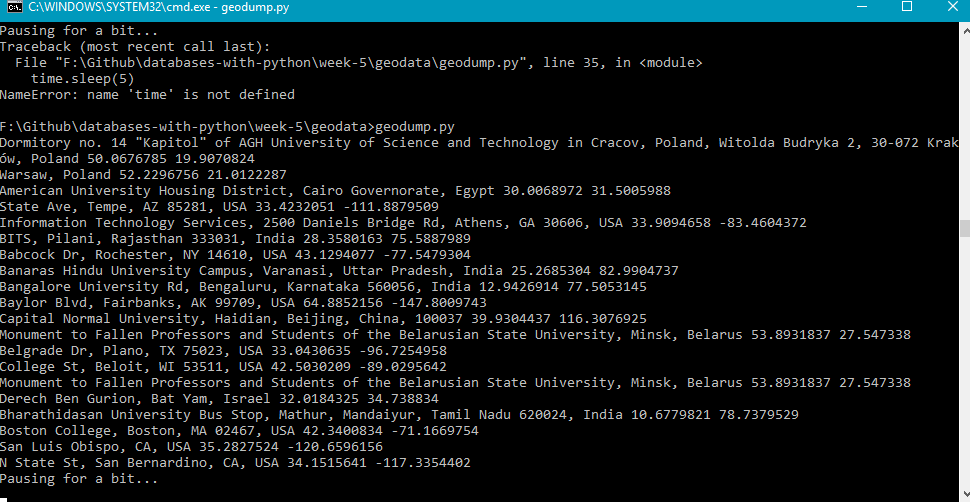 C:\WINDOWS\SYSTEM32\cmd.exe - geodump.py
Pausing for a bit...
Traceback (most recent call last):
  File "F:\Github\databases-with-python\week-5\geodata\geodump.py", line 35, in <module>
    time.sleep(5)
NameError: name 'time' is not defined
F:\Github\databases-with-python\week-5\geodata>geodump.py
Dormitory no. 14 "Kapitol" of AGH University of Science and Technology in Cracov, Poland, Witolda Budryka 2, 30-072 Krak
ów, Poland 50.0676785 19.9070824
Warsaw, Poland 52.2296756 21.0122287
American University Housing District, Cairo Governorate, Egypt 30.0068972 31.5005988
State Ave, Tempe, AZ 85281, USA 33.4232051 -111.8879509
Information Technology Services, 2500 Daniels Bridge Rd, Athens, GA 30606, USA 33.9094658 -83.4604372
BITS, Pilani, Rajasthan 333031, India 28.3580163 75.5887989
Babcock Dr, Rochester, NY 14610, USA 43.1294077 -77.5479304
Banaras Hindu University Campus, Varanasi, Uttar Pradesh, India 25.2685304 82.9904737
Bangalore University Rd, Bengaluru, Karnataka 560056, India 12.9426914 77.5053145
Baylor Blvd, Fairbanks, AK 99709, USA 64.8852156 -147.8009743
Capital Normal University, Haidian, Beijing, China, 100037 39.9304437 116.3076925
Monument to Fallen Professors and Students of the Belarusian State University, Minsk, Belarus 53.8931837 27.547338
Belgrade Dr, Plano, TX 75023, USA 33.0430635 -96.7254958
College St, Beloit, WI 53511, USA 42.5030209 -89.0295642
Monument to Fallen Professors and Students of the Belarusian State University, Minsk, Belarus 53.8931837 27.547338
Derech Ben Gurion, Bat Yam, Israel 32.0184325 34.738834
Bharathidasan University Bus Stop, Mathur, Mandaiyur, Tamil Nadu 620024, India 10.6779821 78.7379529
Boston College, Boston, MA 02467, USA 42.3400834 -71.1669754
San Luis Obispo, CA, USA 35.2827524 -120.6596156
N State St, San Bernardino, CA, USA 34.1515641 -117.3354402
Pausing for a bit...